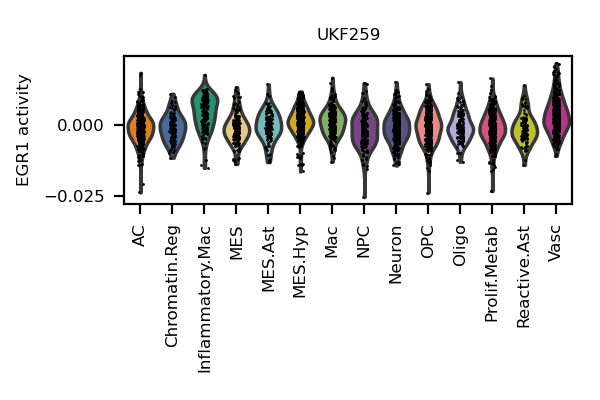 UKF259
EGR1 activity
0.000
−0.025
AC
Chromatin.Reg
Inflammatory.Mac
MES
MES.Ast
MES.Hyp
Mac
NPC
Neuron
OPC
Oligo
Prolif.Metab
Reactive.Ast
Vasc